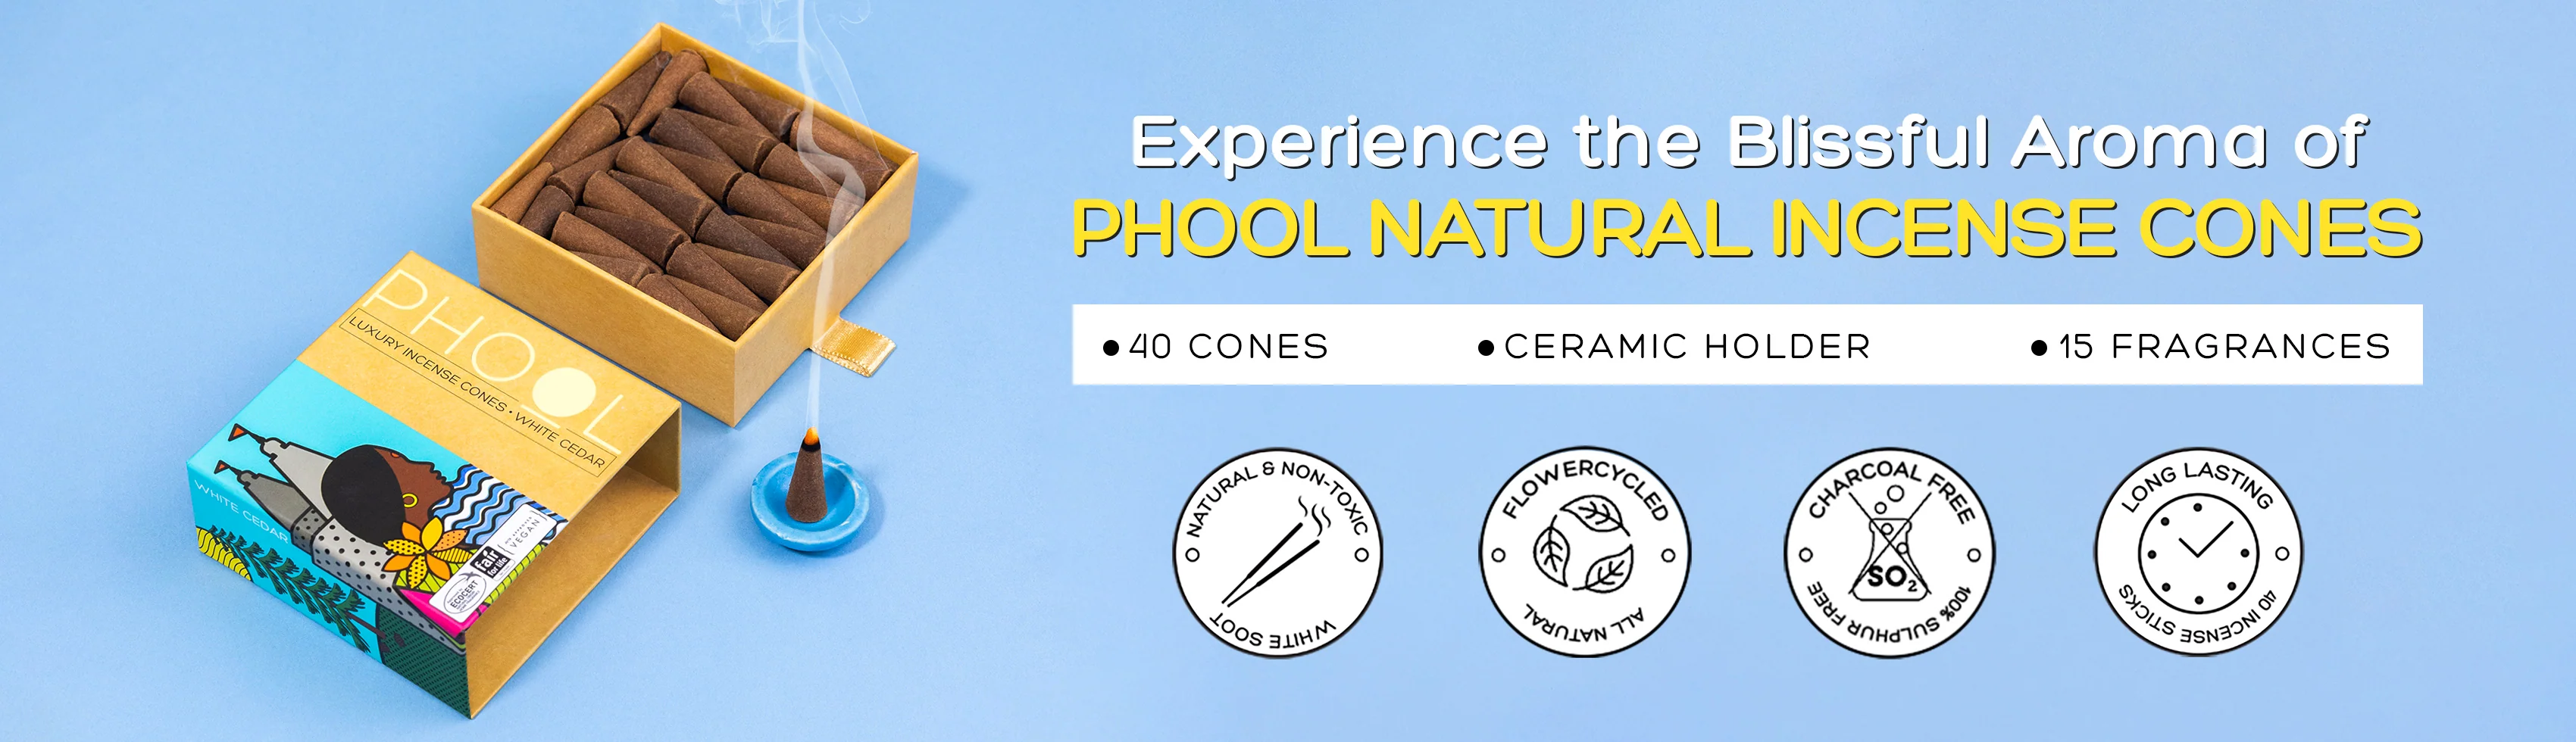 Experience the Blissful Aroma of
PHOOL NATURAL INCENSE CONES
• 40 CONES • CERAMIC HOLDER • 15 FRAGRANCES
NATURAL & NON-TOXIC
WHITE SOOT
FLOWERCYCLED
ALL NATURAL
CHARCOAL FREE
SO2
100% SULPHUR FREE
LONG LASTING
40 INCENSE STICKS
PHOOL
LUXURY INCENSE CONES • WHITE CEDAR
WHITE CEDAR
ECOCERT
fair
for life
VEGAN